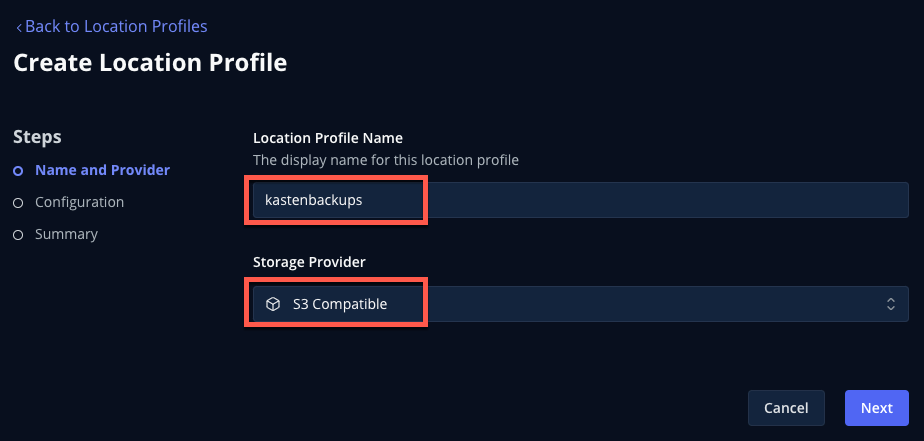 Back to Location Profiles
Create Location Profile
Steps
Name and Provider
Configuration
Summary
Location Profile Name
The display name for this location profile
kastenbackups
Storage Provider
S3 Compatible
Cancel
Next